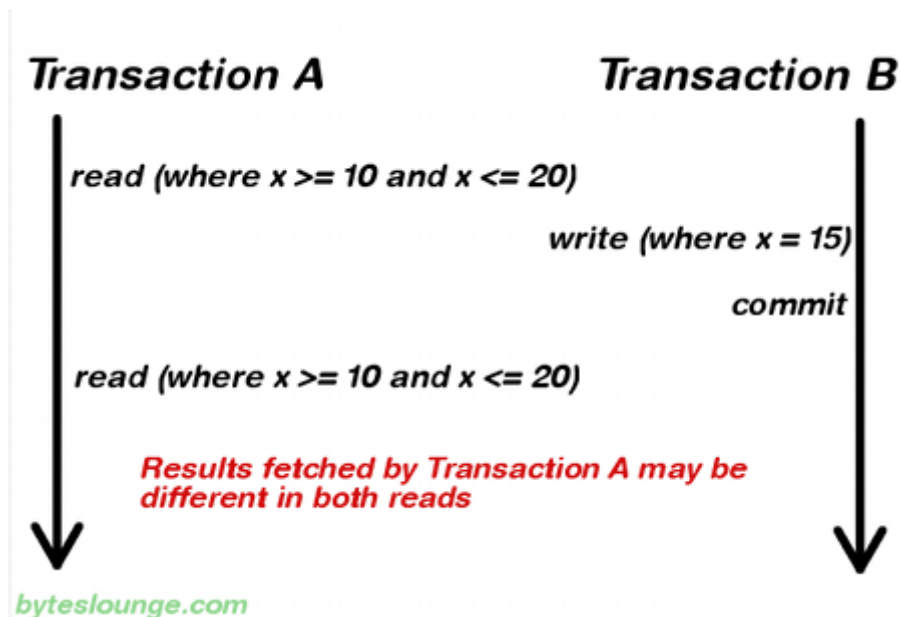 Transaction A
Transaction B
read (where x >= 10 and x <= 20)
write (where x = 15)
commit
read (where x >= 10 and x <= 20)
Results fetched by Transaction A may be
different in both reads
byteslounge.com